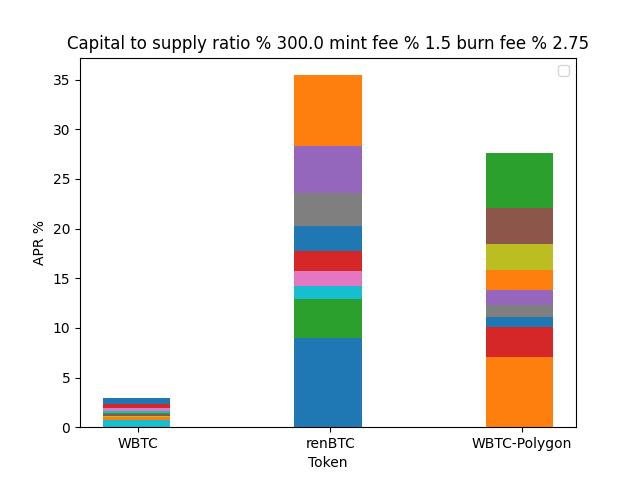 Capital to supply ratio % 300.0 mint fee % 1.5 burn fee % 2.75
35
30
25
20
15
10
5
0
APR %
WBTC renBTC WBTC-Polygon
Token